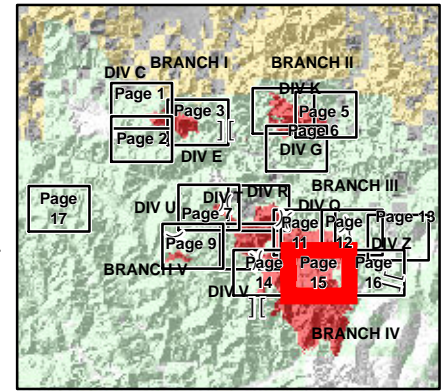 BRANCH I
BRANCH II
DIV C
DIV K
Page 1
Page 3
Page 5
Page 6
Page 2
DIV E
DIV G
BRANCH III
Page
17
DIV U
DIV
DIV R
DIV O
Page 7
Page
11
Page
12
Page 13
Page 9
DIV Z
BRANCH V
Page
14
Page
15
Page
16
DIV V
BRANCH IV